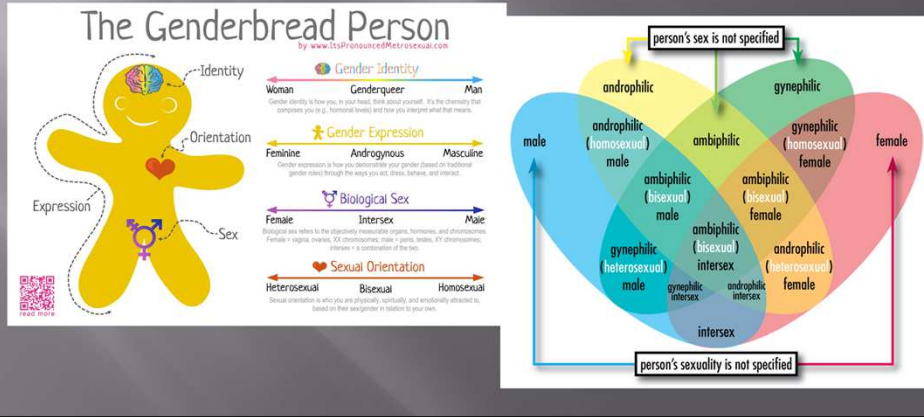 The Genderbread Person
by www.ItsPronouncedMetrosexual.com
Identity
Orientation
Expression
Sex
read more
Gender Identity
Woman Genderqueer Man
Gender identity is how you, in your head, think about yourself. It's the chemistry that
composes you (e.g., hormonal levels) and how you interpret what that means.
Gender Expression
Feminine Androgynous Masculine
Gender expression is how you demonstrate your gender (based on traditional
gender roles) through the ways you act, dress, behave, and interact.
Biological Sex
Female Intersex Male
Biological sex refers to the objectively measurable organs, hormones, and chromosomes.
Female = vagina, ovaries, XX chromosomes; male = penis, testes, XY chromosomes;
intersex = a combination of the two.
Sexual Orientation
Heterosexual Bisexual Homosexual
Sexual orientation is who you are physically, spiritually, and emotionally attracted to,
based on their sex/gender in relation to your own.
person's sex is not specified
androphilic
gynephilic
male
androphilic
(homosexual)
male
ambiphilic
gynephilic
(homosexual)
female
female
ambiphilic
(bisexual)
male
ambiphilic
(bisexual)
female
gynephilic
(heterosexual)
male
ambiphilic
(bisexual)
intersex
androphilic
(heterosexual)
female
gynephilic
intersex
androphilic
intersex
intersex
person's sexuality is not specified